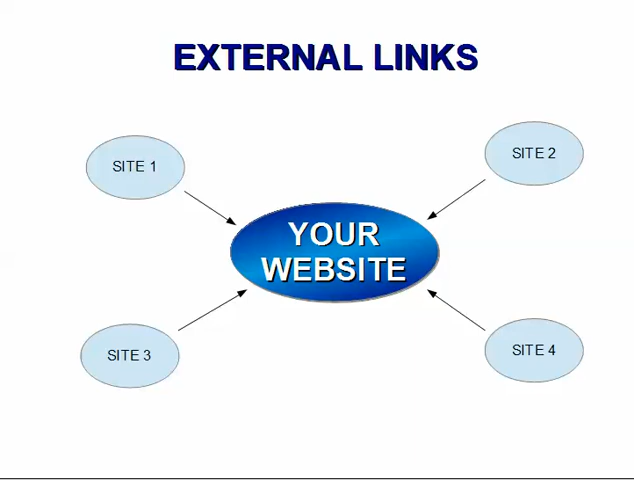 EXTERNAL LINKS
SITE 1
SITE 2
YOUR
WEBSITE
SITE 3
SITE 4